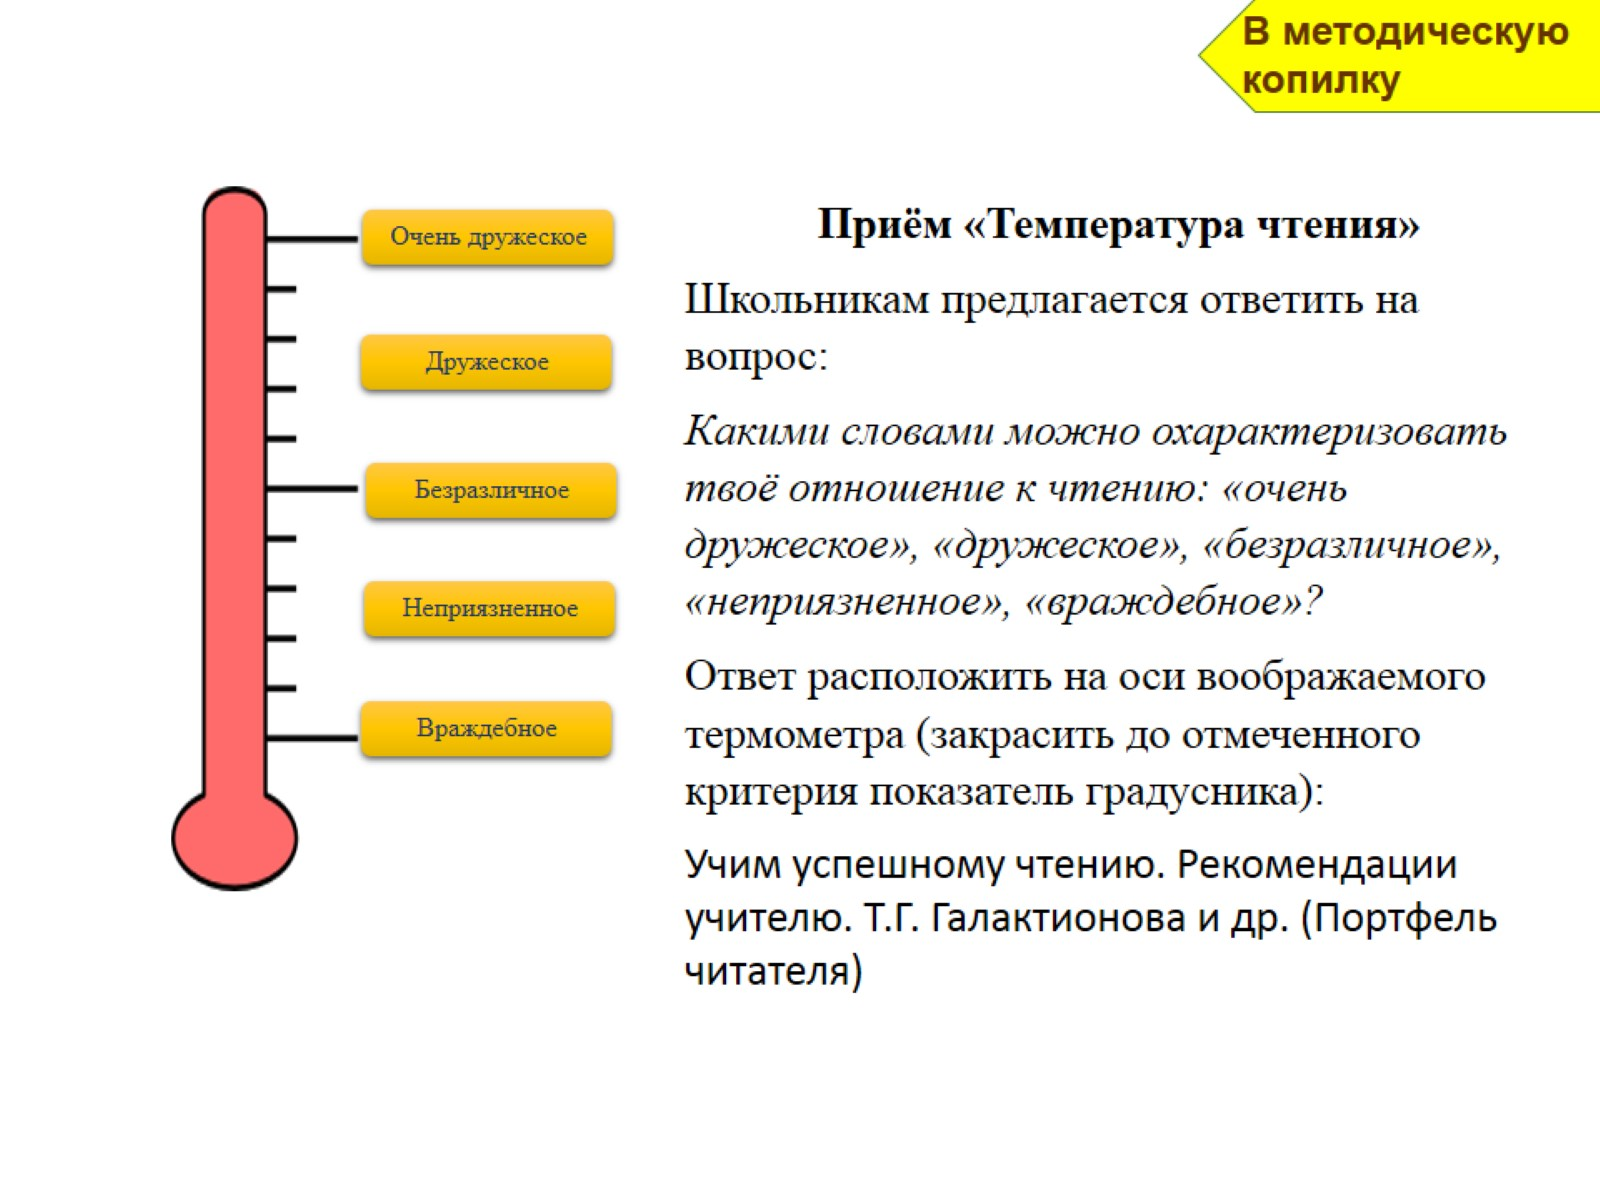 В методическую
копилку
Очень дружеское
Дружеское
Безразличное
Неприязненное
Враждебное
Приём «Температура чтения»
Школьникам предлагается ответить на
вопрос:
Какими словами можно охарактеризовать
твоё отношение к чтению: «очень
дружеское», «дружеское», «безразличное»,
«неприязненное», «враждебное»?
Ответ расположить на оси воображаемого
термометра (закрасить до отмеченного
критерия показатель градусника):
Учим успешному чтению. Рекомендации
учителю. Т.Г. Галактионова и др. (Портфель
читателя)